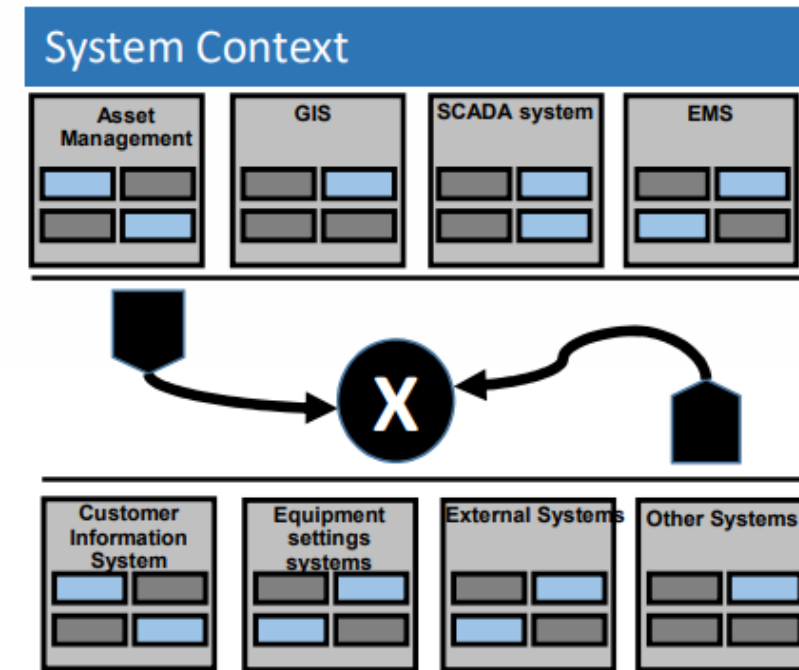 System Context
Asset
Management
GIS
SCADA system
EMS
X
Customer
Information
System
Equipment
settings
systems
External Systems
Other Systems